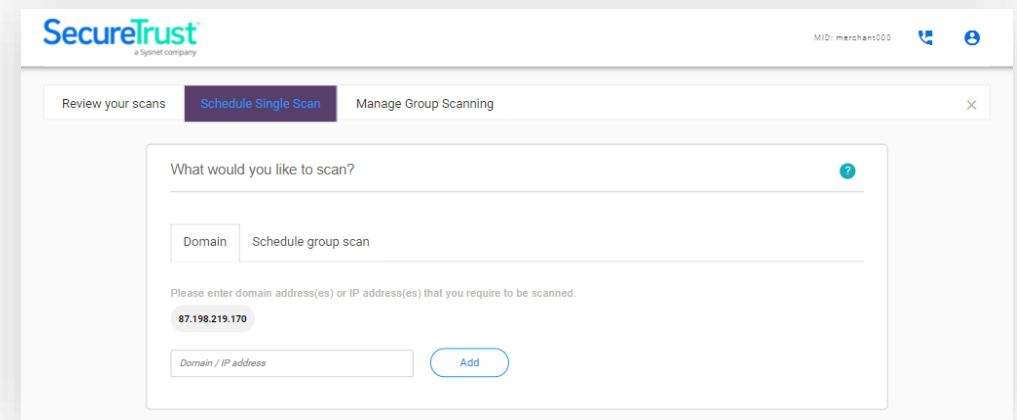 SecureTrust™
a Sysnet company
MID: merchant000
Review your scans
Schedule Single Scan
Manage Group Scanning
What would you like to scan?
?
Domain
Schedule group scan
Please enter domain address(es) or IP address(es) that you require to be scanned.
87.198.219.170
Domain / IP address
Add